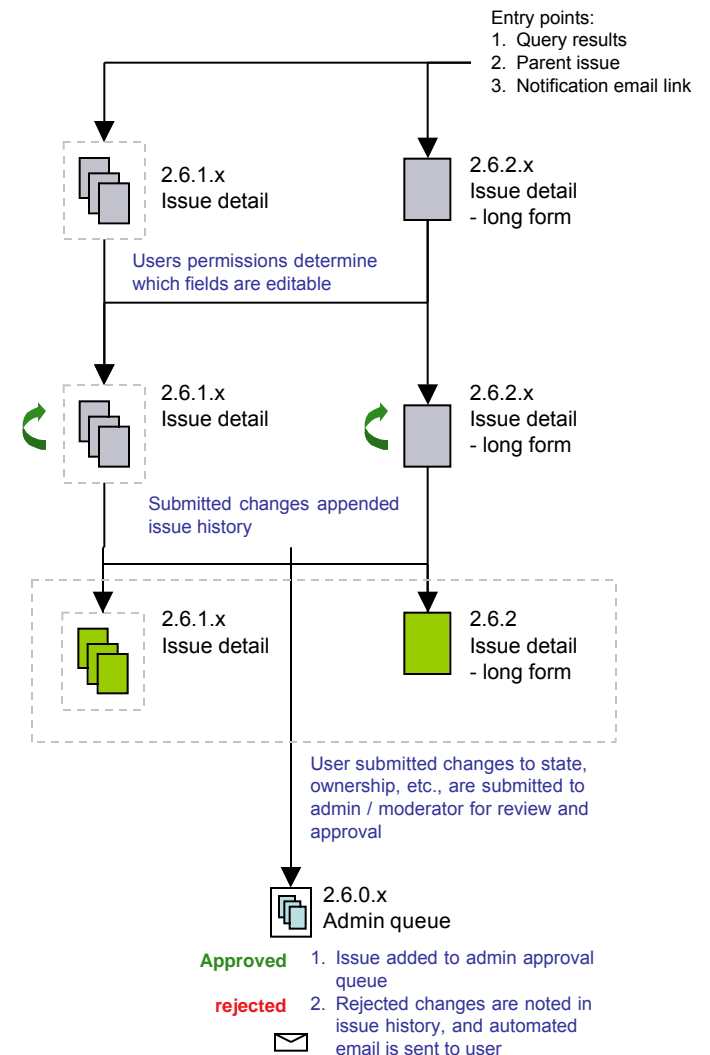 Entry points:
1. Query results
2. Parent issue
3. Notification email link
2.6.1.x
Issue detail
2.6.2.x
Issue detail
- long form
Users permissions determine
which fields are editable
2.6.1.x
Issue detail
2.6.2.x
Issue detail
- long form
Submitted changes appended
issue history
2.6.1.x
Issue detail
2.6.2
Issue detail
- long form
User submitted changes to state,
ownership, etc., are submitted to
admin / moderator for review and
approval
2.6.0.x
Admin queue
Approved
1. Issue added to admin approval
queue
rejected
2. Rejected changes are noted in
issue history, and automated
email is sent to user